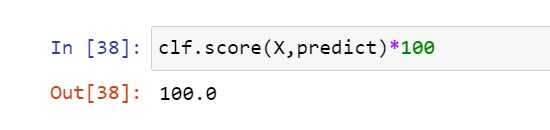 In [38]: clf.score(X,predict)*100
Out[38]: 100.0